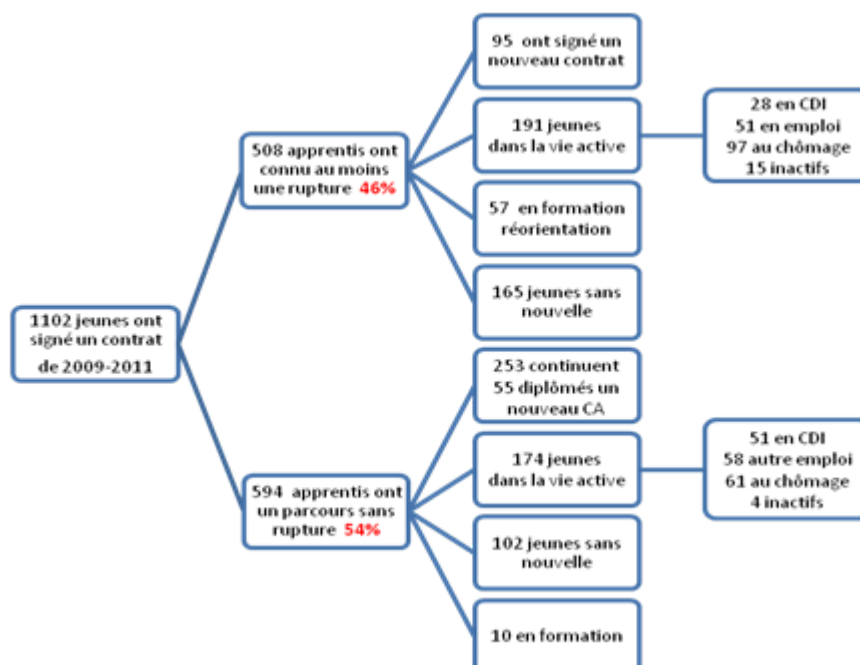 95 ont signé un
nouveau contrat
191 jeunes
dans la vie active
28 en CDI
51 en emploi
97 au chômage
15 inactifs
508 apprentis ont
connu au moins
une rupture 46%
57 en formation
réorientation
165 jeunes sans
nouvelle
1102 jeunes ont
signé un contrat
de 2009-2011
253 continuent
55 diplômés un
nouveau CA
174 jeunes
dans la vie active
51 en CDI
58 autre emploi
61 au chômage
4 inactifs
594 apprentis ont
un parcours sans
rupture 54%
102 jeunes sans
nouvelle
10 en formation